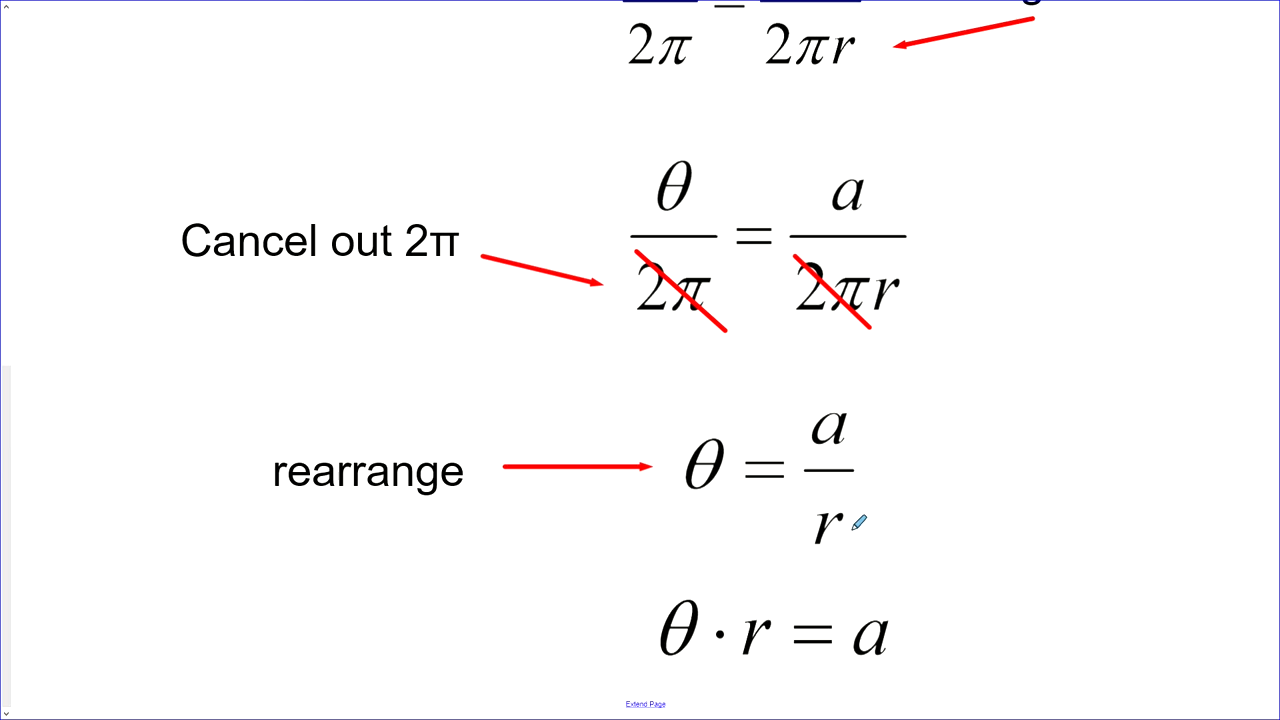 2π 2πr
θ a
Cancel out 2π =
2π 2πr
a
rearrange θ =
r
θ · r = a
Extend Page